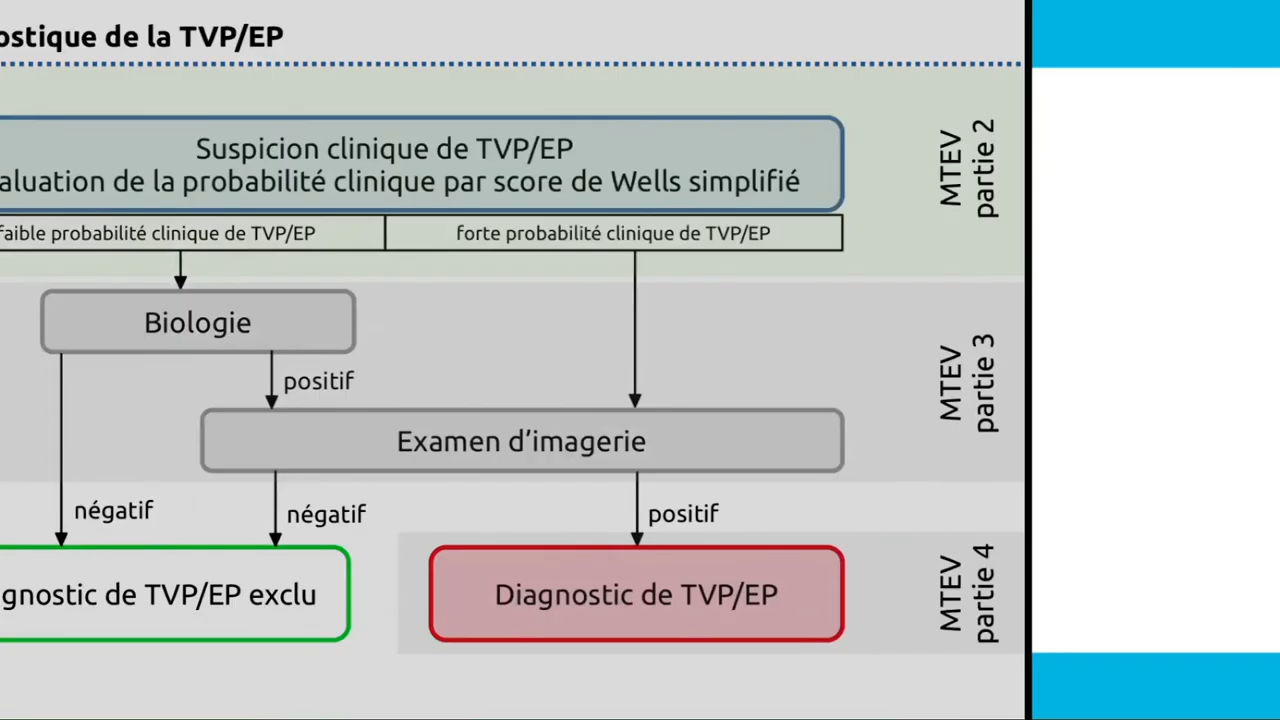 ostique de la TVP/EP
Suspicion clinique de TVP/EP
aluation de la probabilité clinique par score de Wells simplifié
faible probabilité clinique de TVP/EP
forte probabilité clinique de TVP/EP
MTEV
partie 2
Biologie
positif
Examen d’imagerie
MTEV
partie 3
négatif
négatif
positif
gnostic de TVP/EP exclu
Diagnostic de TVP/EP
MTEV
partie 4